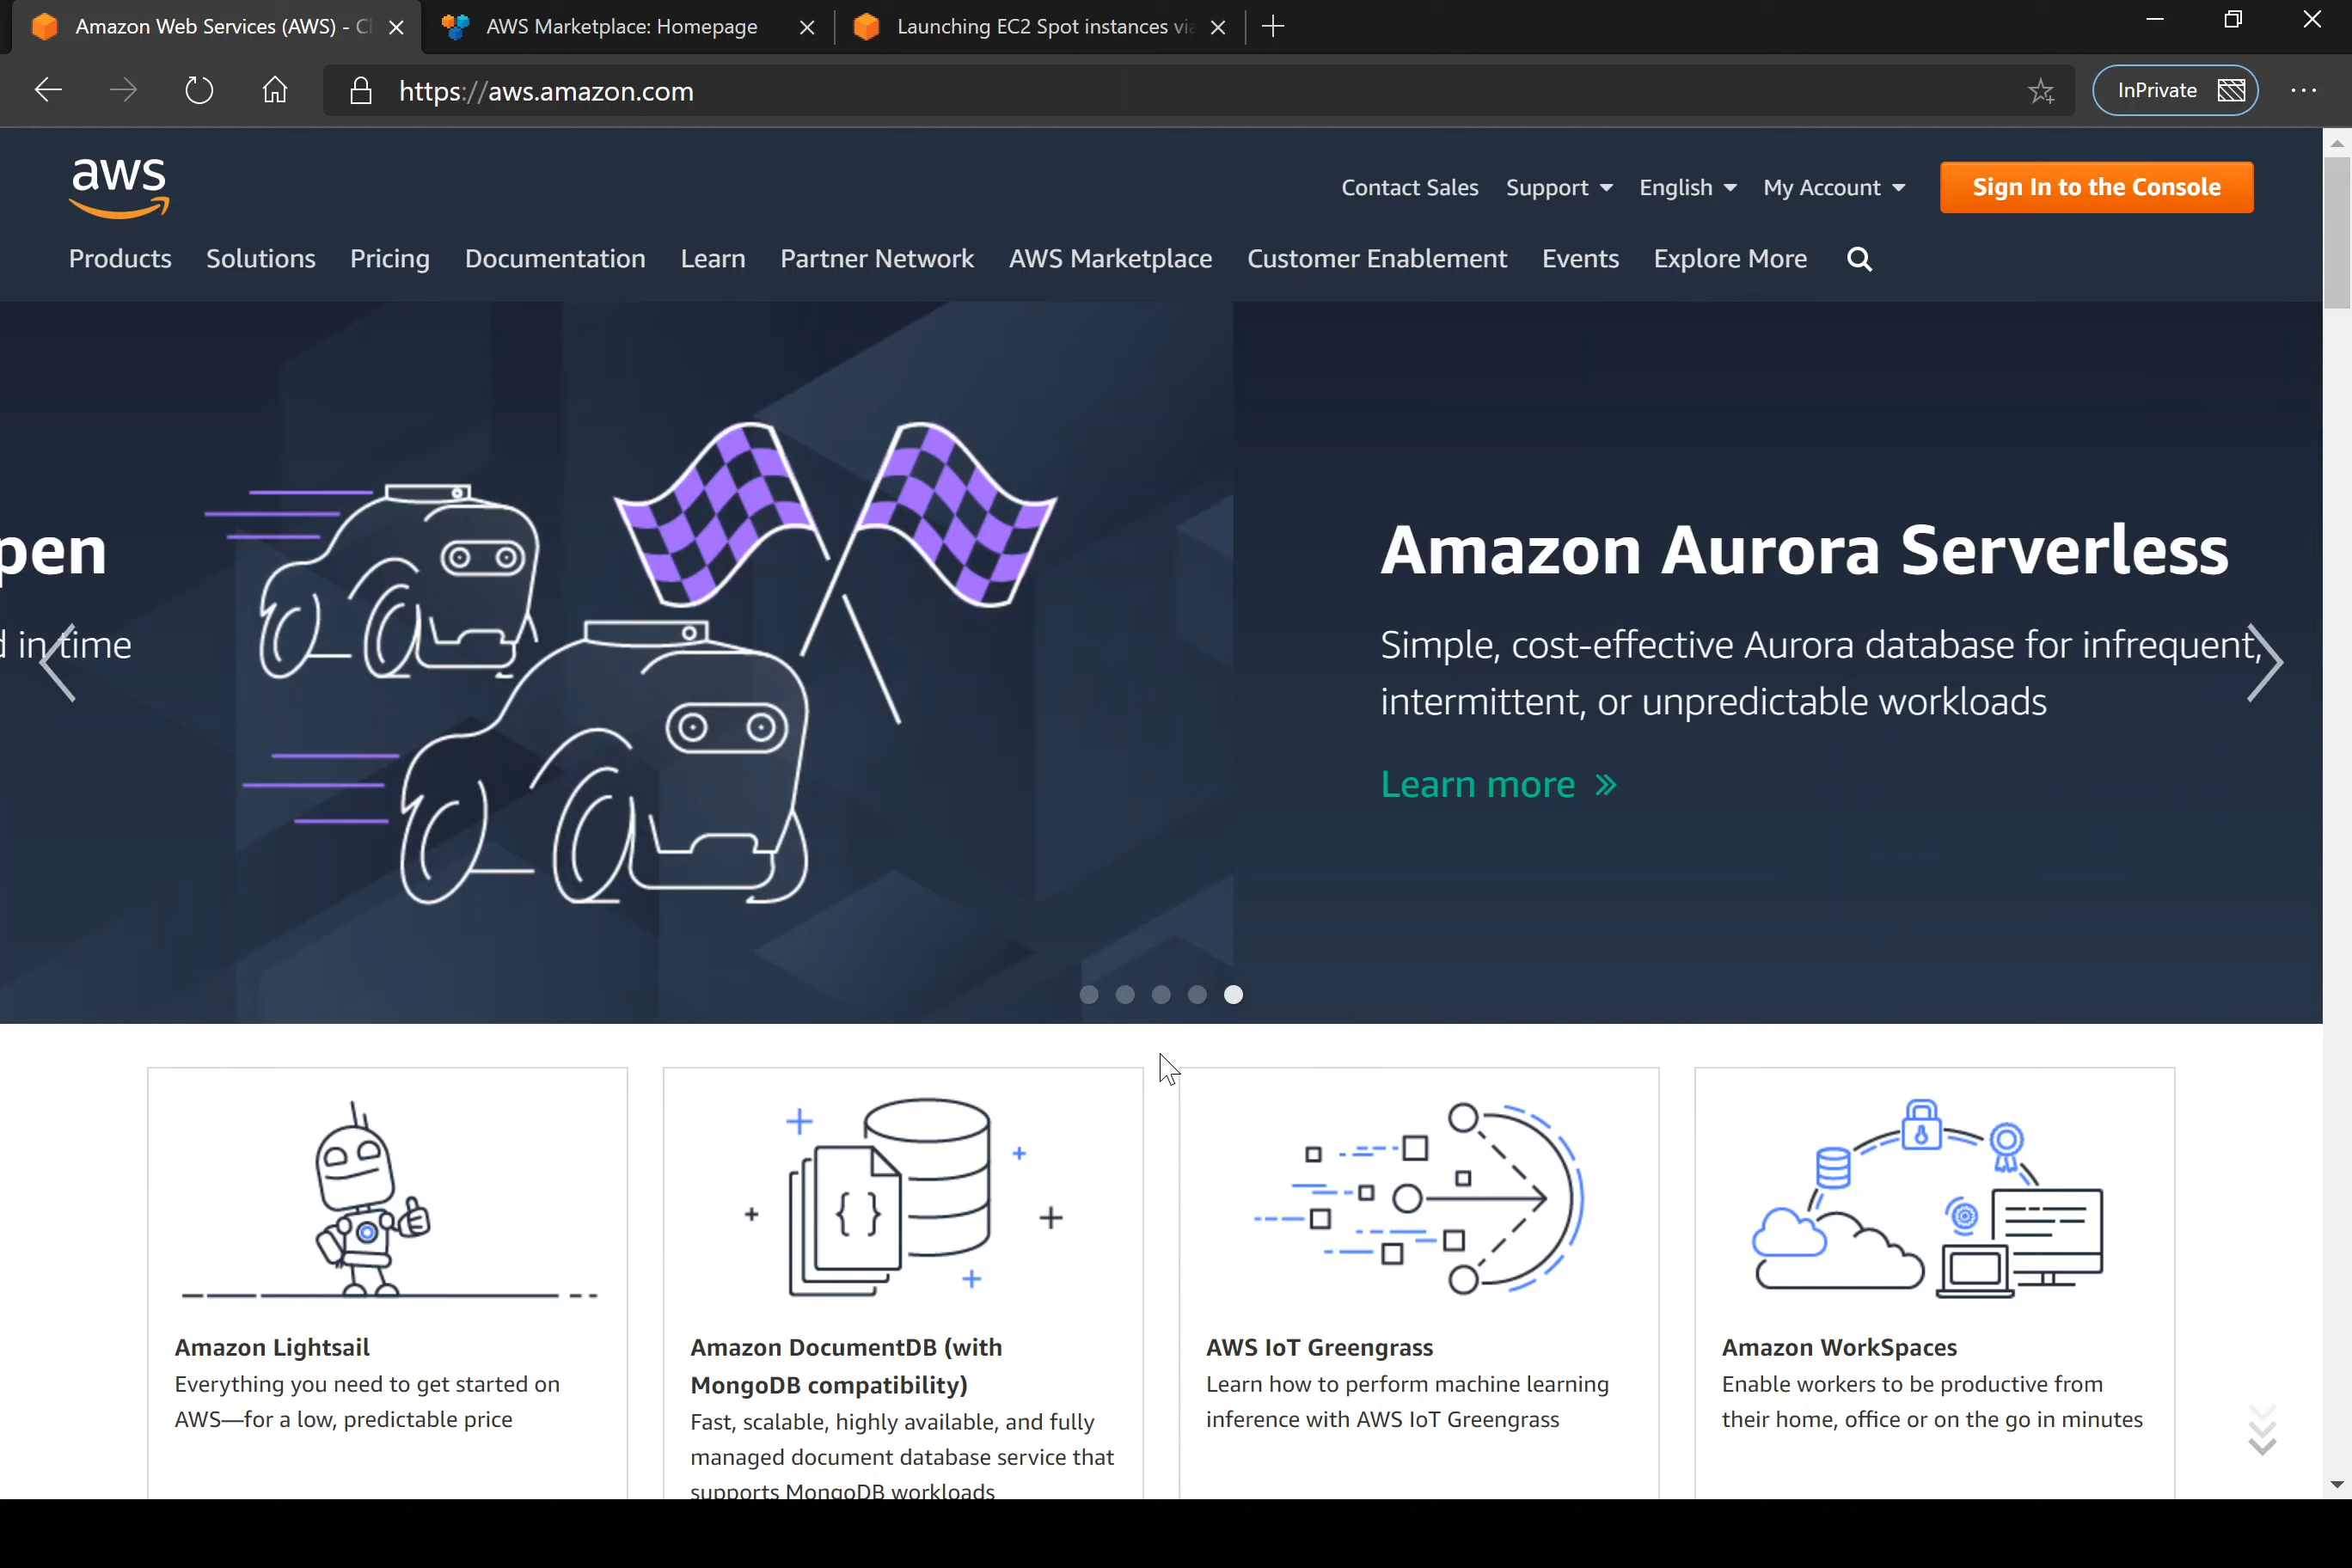 Amazon Web Services (AWS) - Cl
AWS Marketplace: Homepage
Launching EC2 Spot instances via
https://aws.amazon.com
InPrivate
aws
Contact Sales
Support
English
My Account
Sign In to the Console
Products
Solutions
Pricing
Documentation
Learn
Partner Network
AWS Marketplace
Customer Enablement
Events
Explore More
pen
d in time
Amazon Aurora Serverless
Simple, cost-effective Aurora database for infrequent,
intermittent, or unpredictable workloads
Learn more »
{ }
Amazon Lightsail
Everything you need to get started on
AWS—for a low, predictable price
Amazon DocumentDB (with
MongoDB compatibility)
Fast, scalable, highly available, and fully
managed document database service that
supports MongoDB workloads
AWS IoT Greengrass
Learn how to perform machine learning
inference with AWS IoT Greengrass
Amazon WorkSpaces
Enable workers to be productive from
their home, office or on the go in minutes